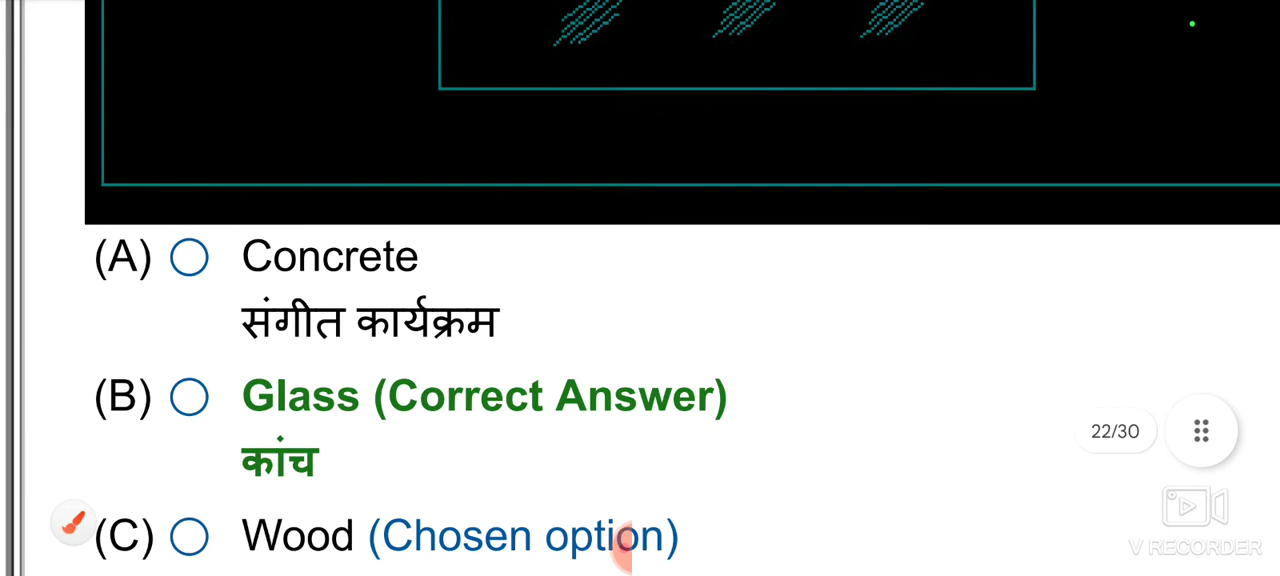 (A) Concrete
संगीत कार्यक्रम
(B) Glass (Correct Answer)
कांच
22/30
(C) Wood (Chosen option)
V RECORDER